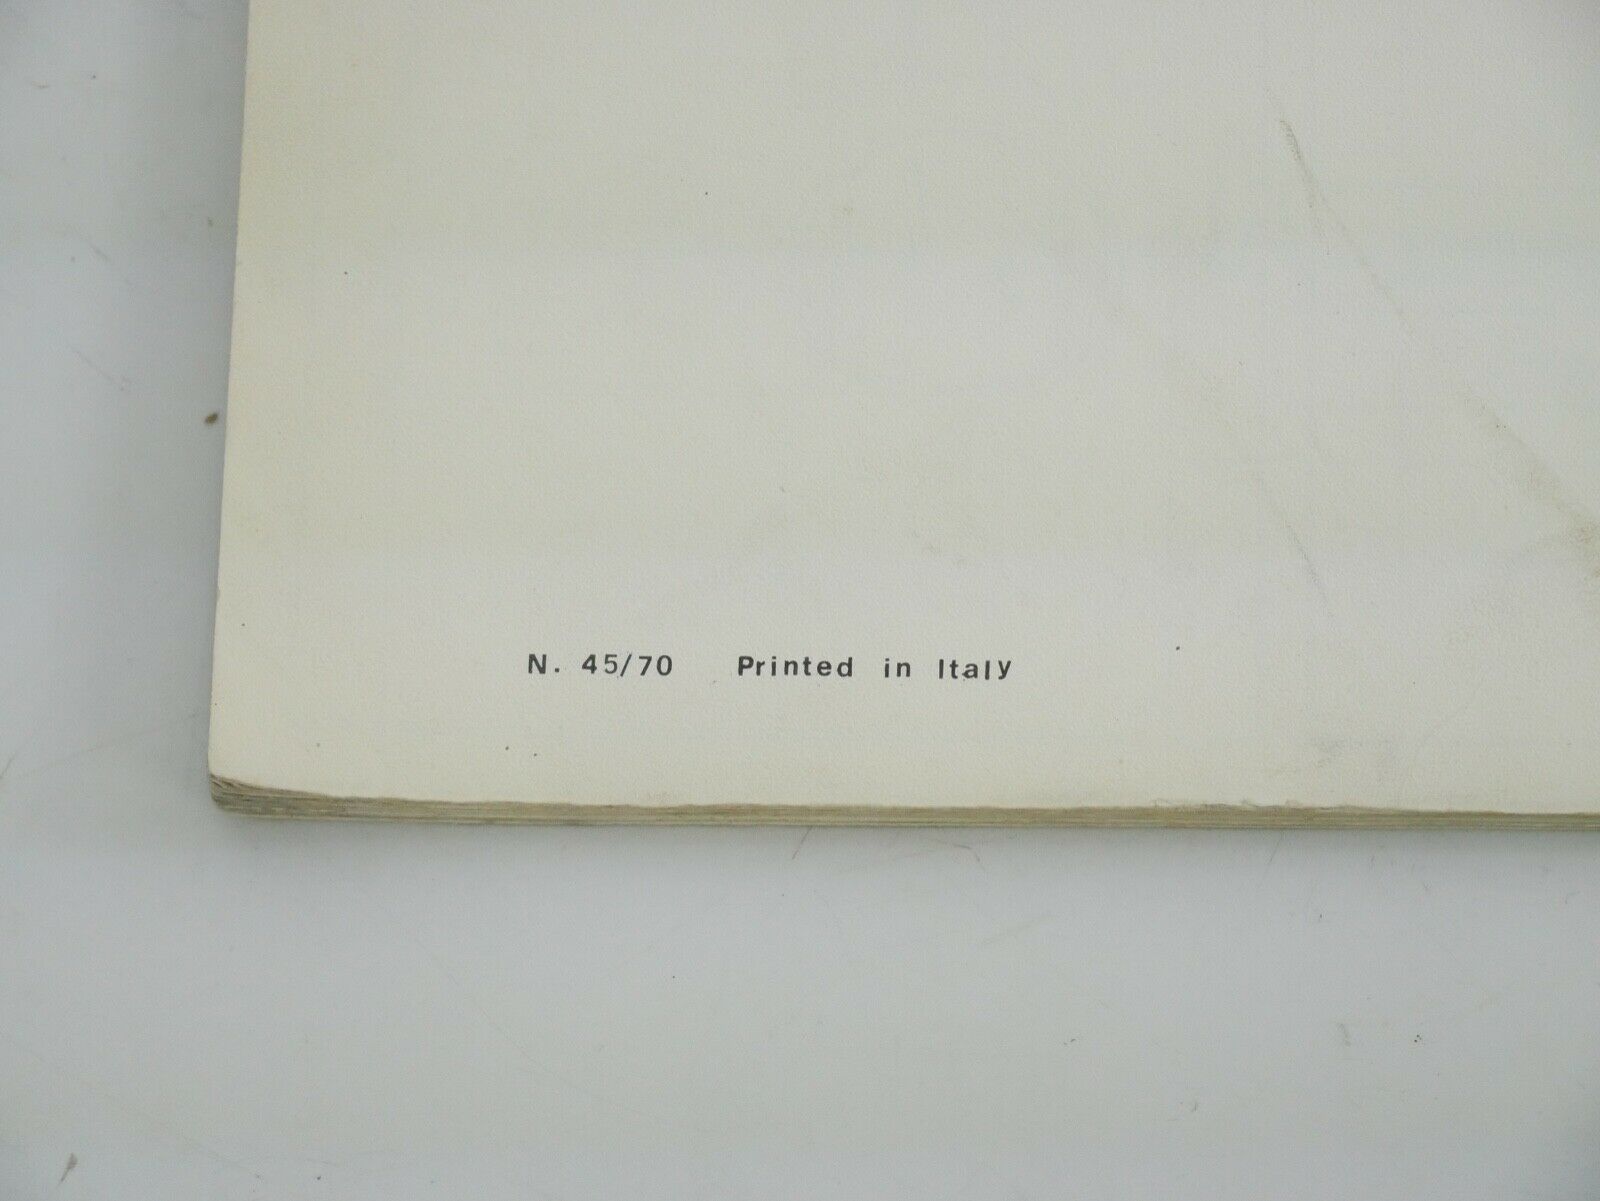 N. 45/70 Printed in Italy